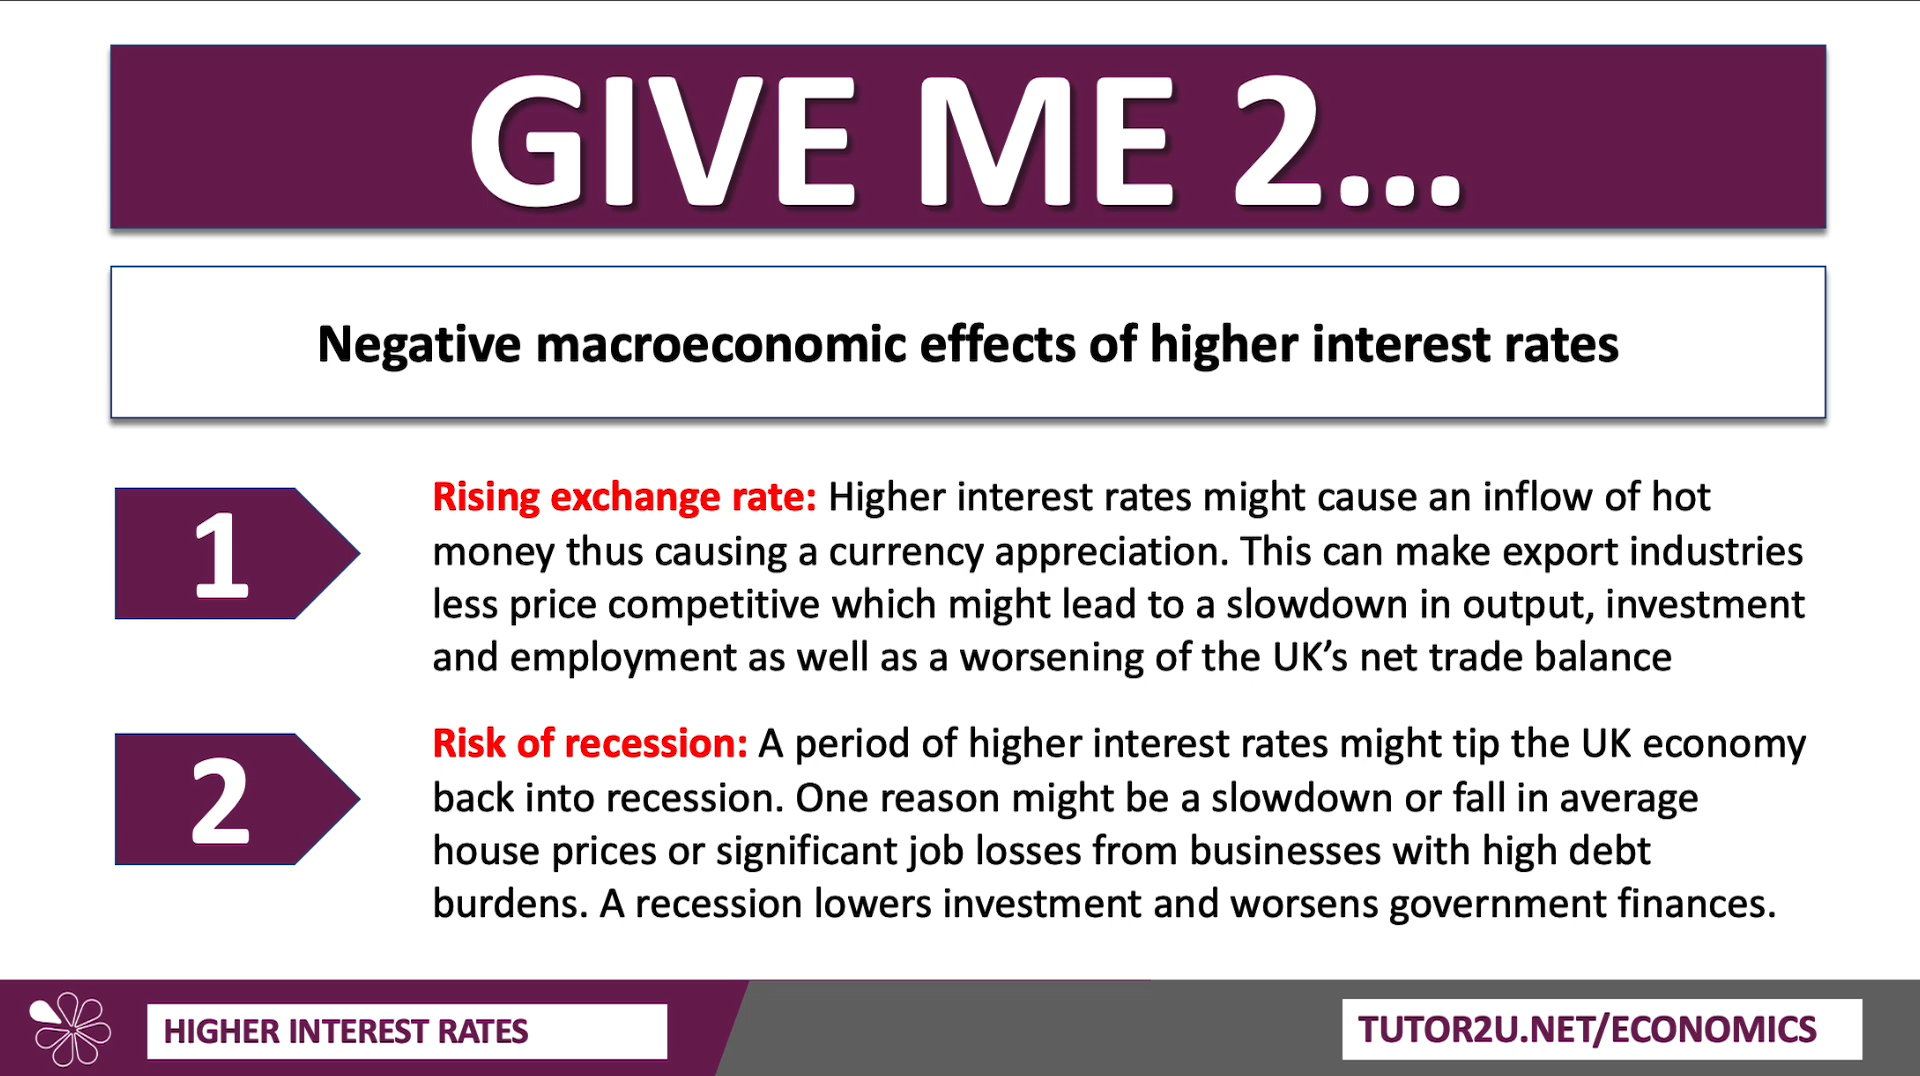 GIVE ME 2...
Negative macroeconomic effects of higher interest rates
1
Rising exchange rate: Higher interest rates might cause an inflow of hot
money thus causing a currency appreciation. This can make export industries
less price competitive which might lead to a slowdown in output, investment
and employment as well as a worsening of the UK’s net trade balance
2
Risk of recession: A period of higher interest rates might tip the UK economy
back into recession. One reason might be a slowdown or fall in average
house prices or significant job losses from businesses with high debt
burdens. A recession lowers investment and worsens government finances.
HIGHER INTEREST RATES
TUTOR2U.NET/ECONOMICS